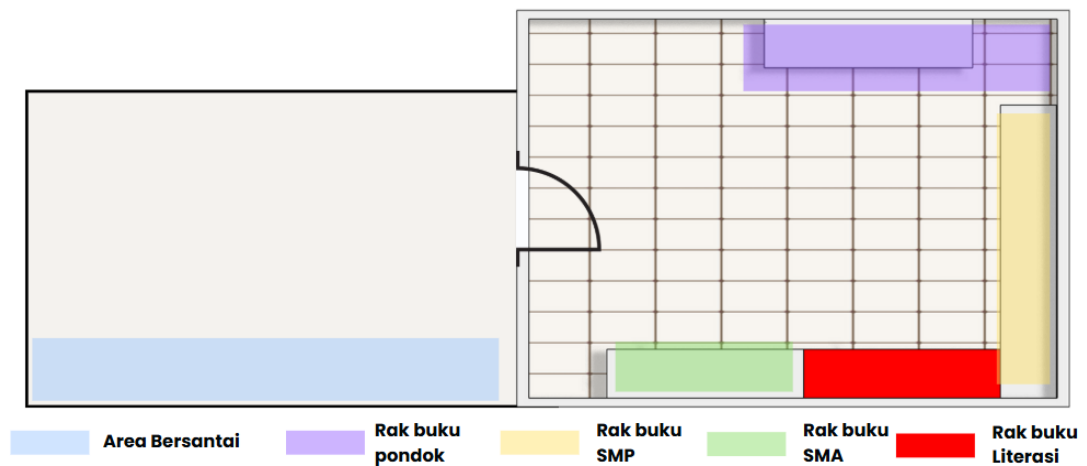 Area Bersantai
Rak buku
pondok
Rak buku
SMP
Rak buku
SMA
Rak buku
Literasi